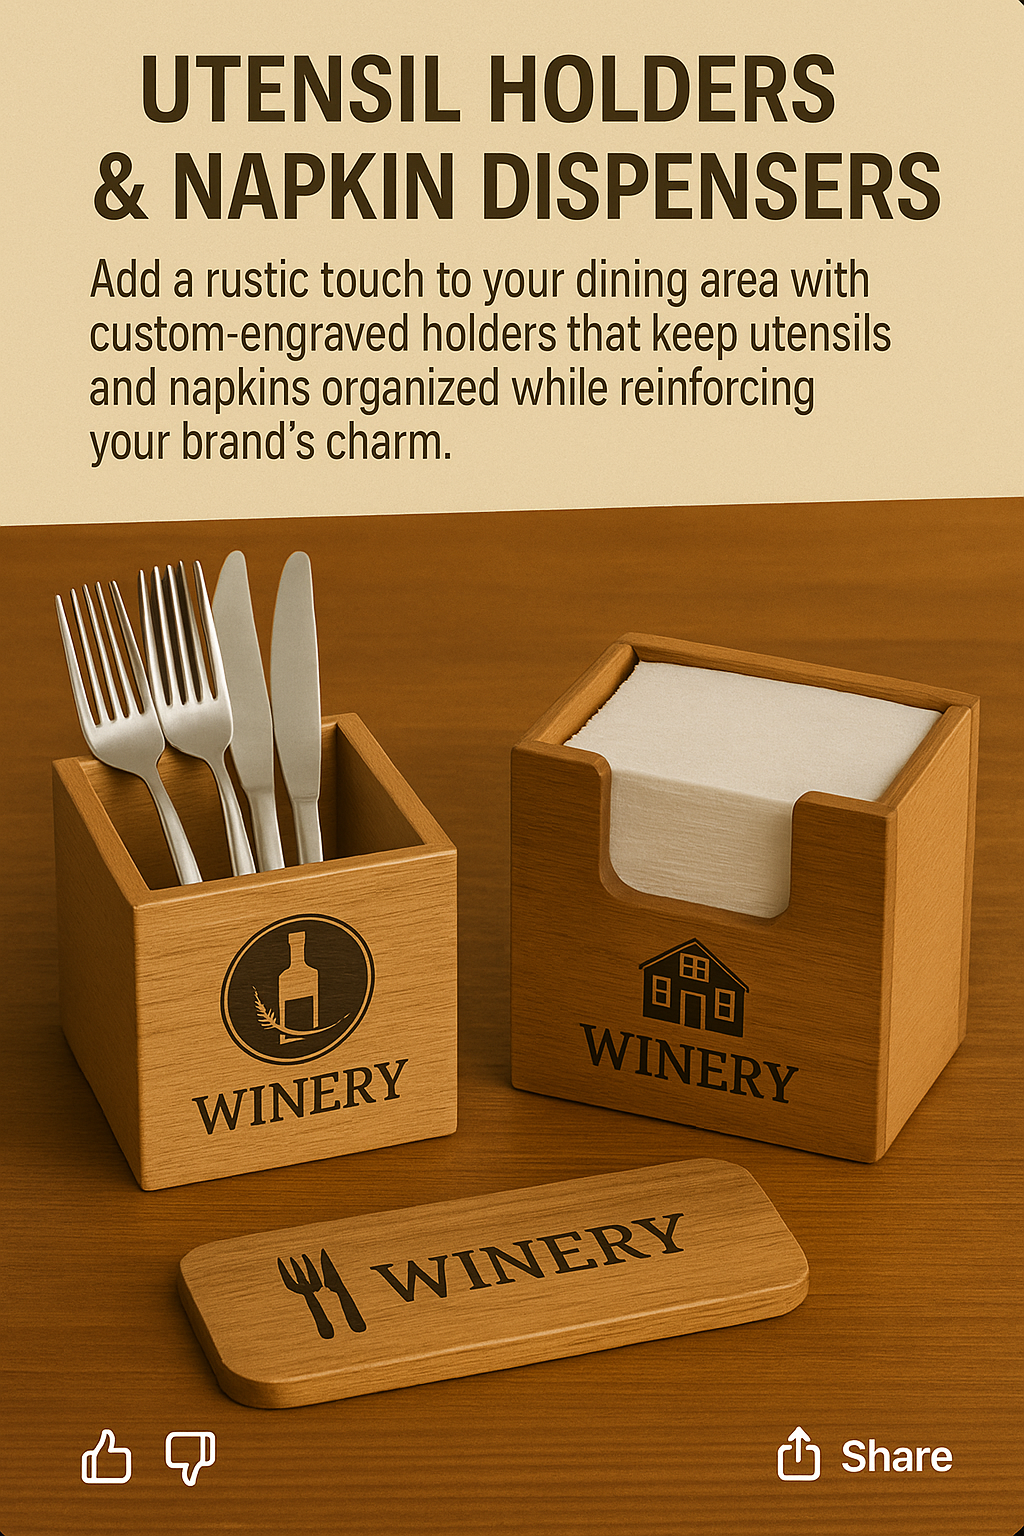 UTENSIL HOLDERS
& NAPKIN DISPENSERS
Add a rustic touch to your dining area with
custom-engraved holders that keep utensils
and napkins organized while reinforcing
your brand’s charm.
WINERY
WINERY
WINERY
Share